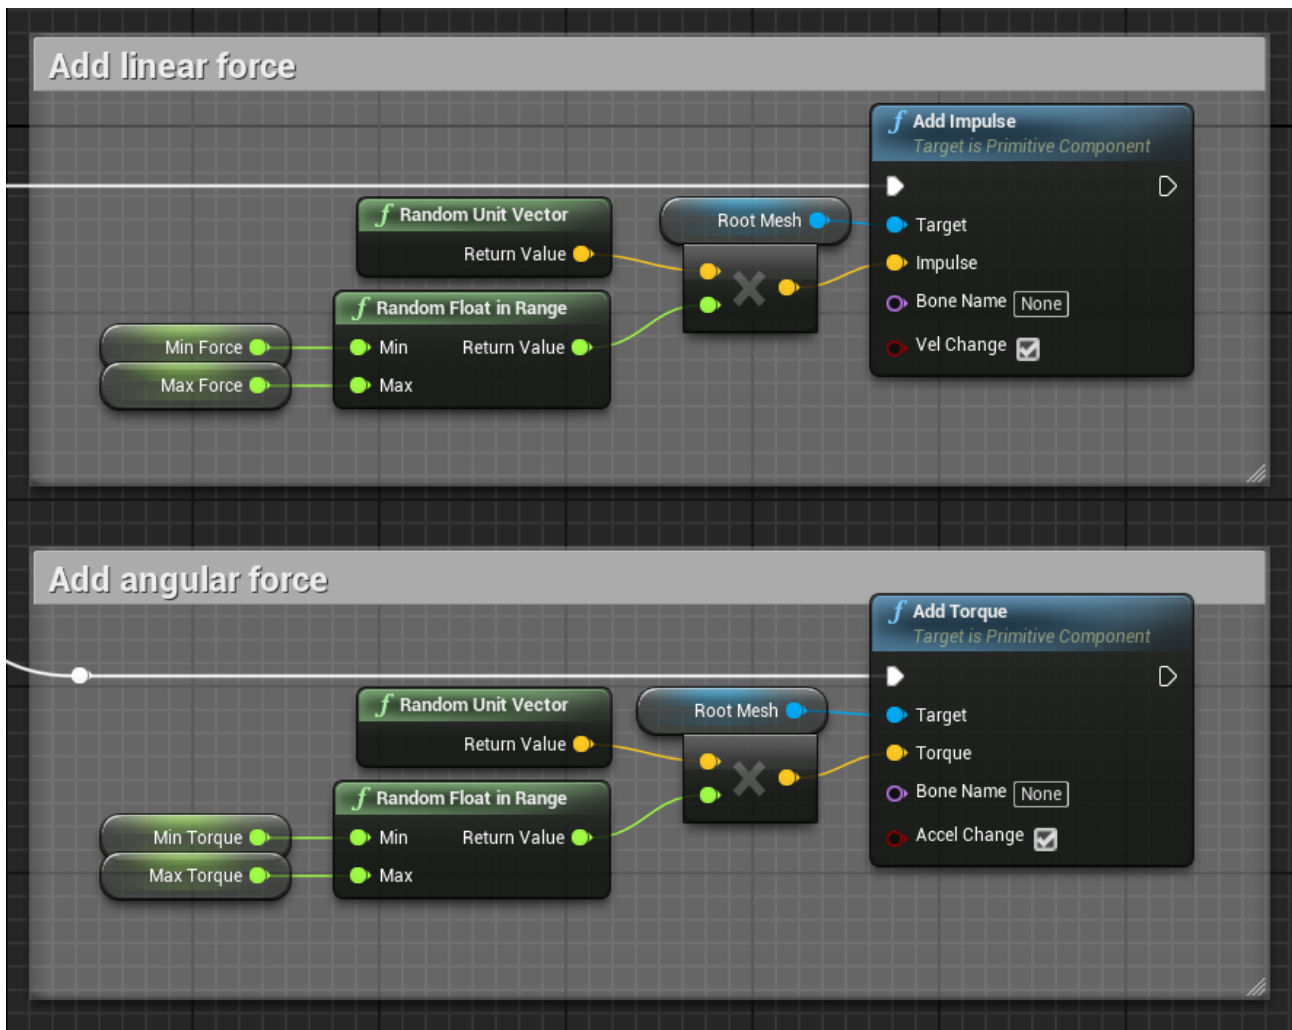 Add linear force
f Add Impulse
Target is Primitive Component
f Random Unit Vector
Return Value
Root Mesh
Target
Impulse
f Random Float in Range
Bone Name None
Min Force
Min Return Value
Vel Change
Max Force
Max
Add angular force
f Add Torque
Target is Primitive Component
f Random Unit Vector
Return Value
Root Mesh
Target
Torque
f Random Float in Range
Bone Name None
Min Torque
Min Return Value
Accel Change
Max Torque
Max